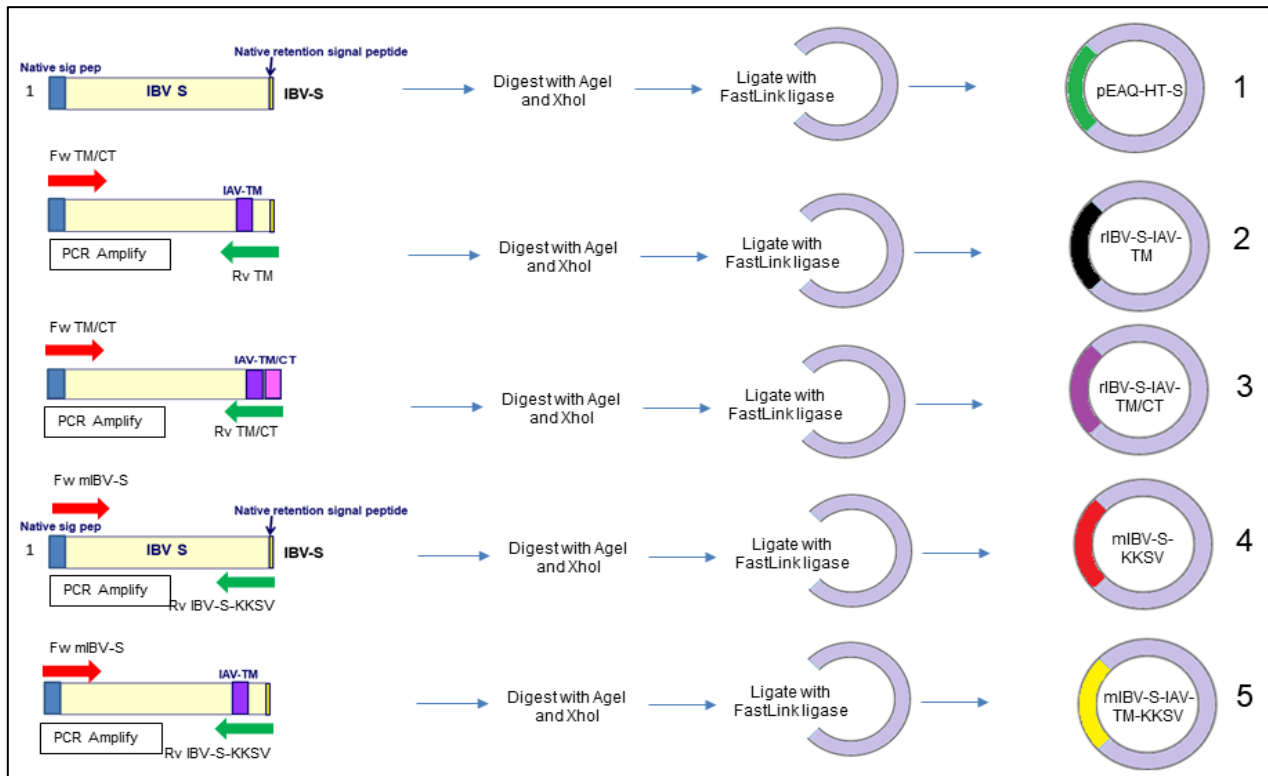 Native sig pep
Native retention signal peptide
1
IBV S
IBV-S
Digest with AgeI
and XhoI
Ligate with
FastLink ligase
pEAQ-HT-S
1
Fw TM/CT
IAV-TM
PCR Amplify
Rv TM
Digest with AgeI
and XhoI
Ligate with
FastLink ligase
rIBV-S-IAV-
TM
2
Fw TM/CT
IAV-TM/CT
PCR Amplify
Rv TM/CT
Digest with AgeI
and XhoI
Ligate with
FastLink ligase
rIBV-S-IAV-
TM/CT
3
Fw mIBV-S
Native sig pep
Native retention signal peptide
1
IBV S
IBV-S
PCR Amplify
Rv IBV-S-KKSV
Digest with AgeI
and XhoI
Ligate with
FastLink ligase
mIBV-S-
KKSV
4
Fw mIBV-S
IAV-TM
PCR Amplify
Rv IBV-S-KKSV
Digest with AgeI
and XhoI
Ligate with
FastLink ligase
mIBV-S-IAV-
TM-KKSV
5